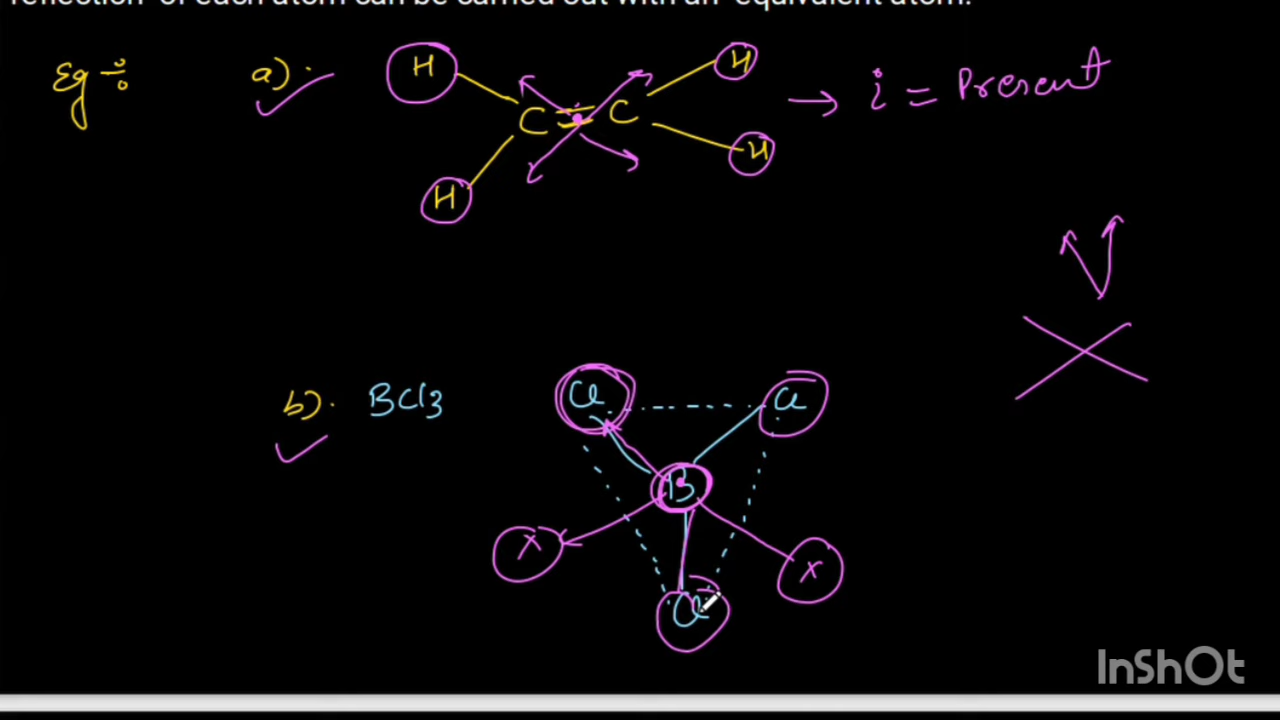 reflection of each atom can be carried out with an equivalent atom.
Eg ÷ a). H H
C = C → i = Present
H H
b). BCl3 Cl Cl
B
X X
Cl
InShOt